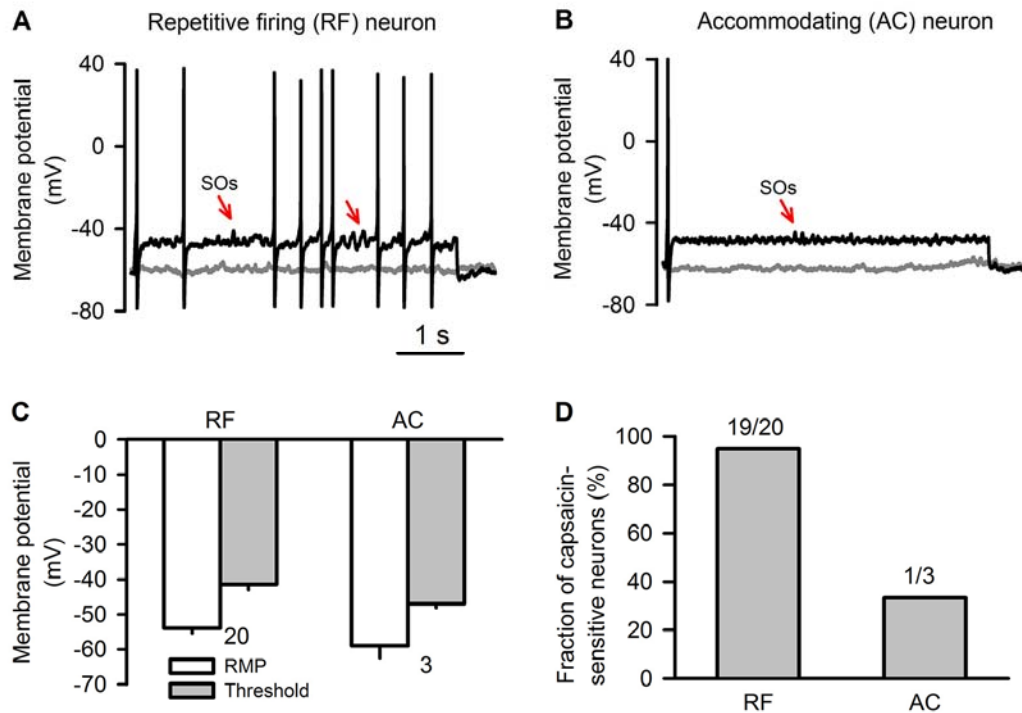 A
Repetitive firing (RF) neuron
Membrane potential
(mV)
40
0
-40
-80
SOs
1 s
B
Accommodating (AC) neuron
Membrane potential
(mV)
40
0
-40
-80
SOs
C
RF
AC
Membrane potential
(mV)
0
-10
-20
-30
-40
-50
-60
-70
20
3
RMP
Threshold
D
Fraction of capsaicin-
sensitive neurons (%)
100
80
60
40
20
0
19/20
1/3
RF
AC